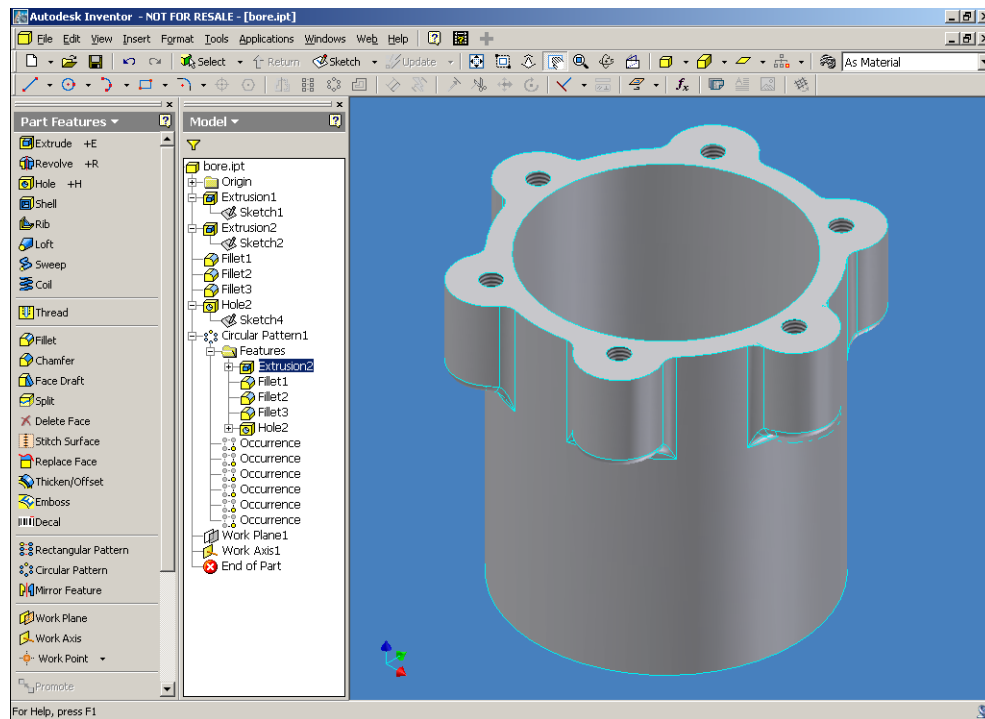 Autodesk Inventor - NOT FOR RESALE - [bore.ipt]
File Edit View Insert Format Tools Applications Windows Web Help
Select Return Sketch Update As Material
Part Features
Extrude +E
Revolve +R
Hole +H
Shell
Rib
Loft
Sweep
Coil
Thread
Fillet
Chamfer
Face Draft
Split
Delete Face
Stitch Surface
Replace Face
Thicken/Offset
Emboss
Decal
Rectangular Pattern
Circular Pattern
Mirror Feature
Work Plane
Work Axis
Work Point
Promote
Model
bore.ipt
Origin
Extrusion1
Sketch1
Extrusion2
Sketch2
Fillet1
Fillet2
Fillet3
Hole2
Sketch4
Circular Pattern1
Features
Extrusion2
Fillet1
Fillet2
Fillet3
Hole2
Occurrence
Occurrence
Occurrence
Occurrence
Occurrence
Occurrence
Work Plane1
Work Axis1
End of Part
For Help, press F1